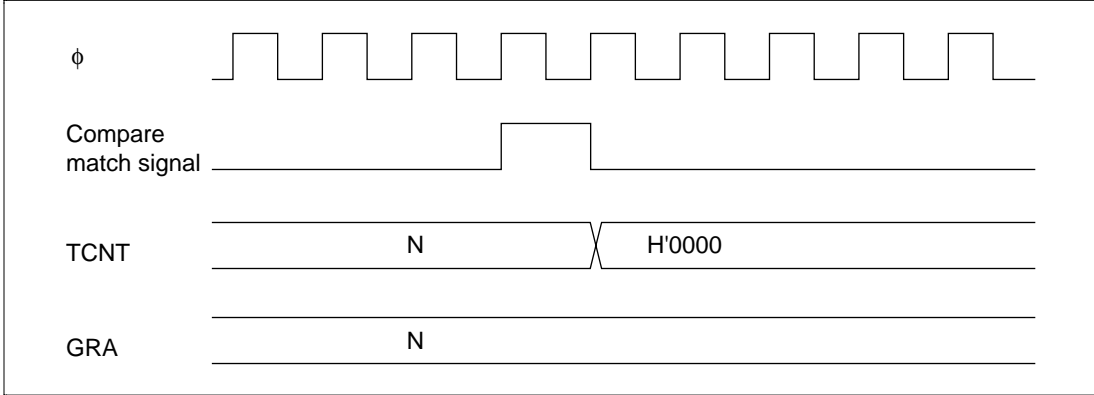 ϕ
Compare
match signal
TCNT
N
H'0000
GRA
N